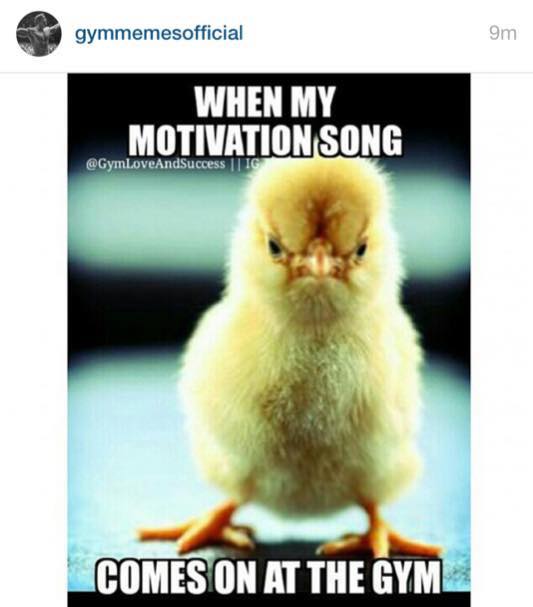 gymmemesofficial
9m
WHEN MY
MOTIVATION SONG
@GymLoveAndSuccess || IG
COMES ON AT THE GYM